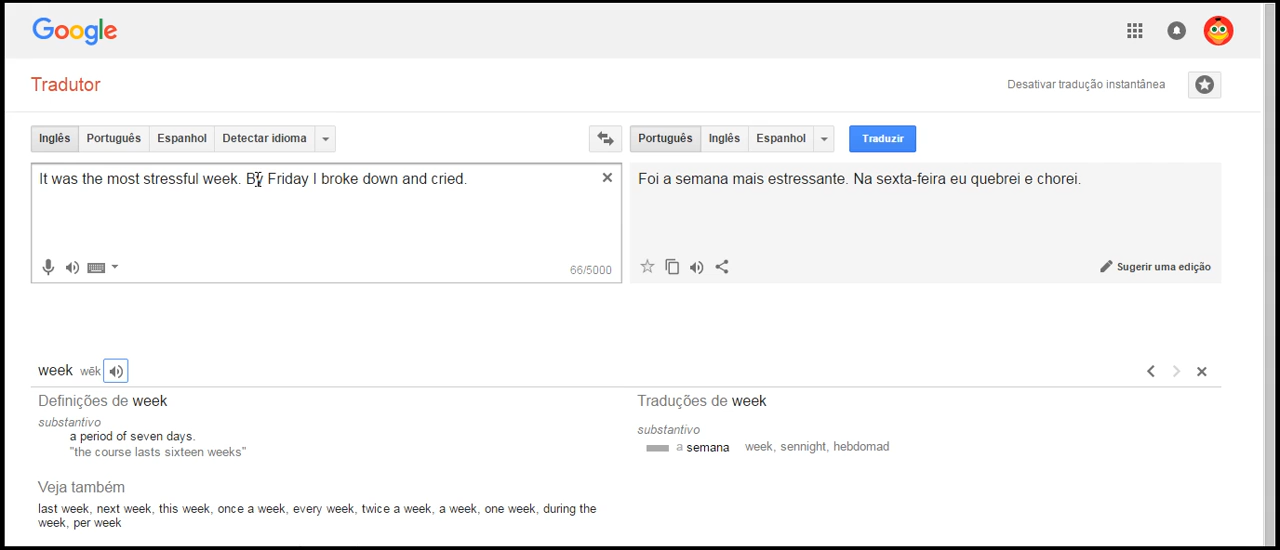 Google
Tradutor
Desativar tradução instantânea
Inglês Português Espanhol Detectar idioma
Português Inglês Espanhol Traduzir
It was the most stressful week. By Friday I broke down and cried.
Foi a semana mais estressante. Na sexta-feira eu quebrei e chorei.
66/5000
Sugerir uma edição
week wēk
Definições de week
substantivo
a period of seven days.
"the course lasts sixteen weeks"
Traduções de week
substantivo
a semana week, sennight, hebdomad
Veja também
last week, next week, this week, once a week, every week, twice a week, a week, one week, during the
week, per week